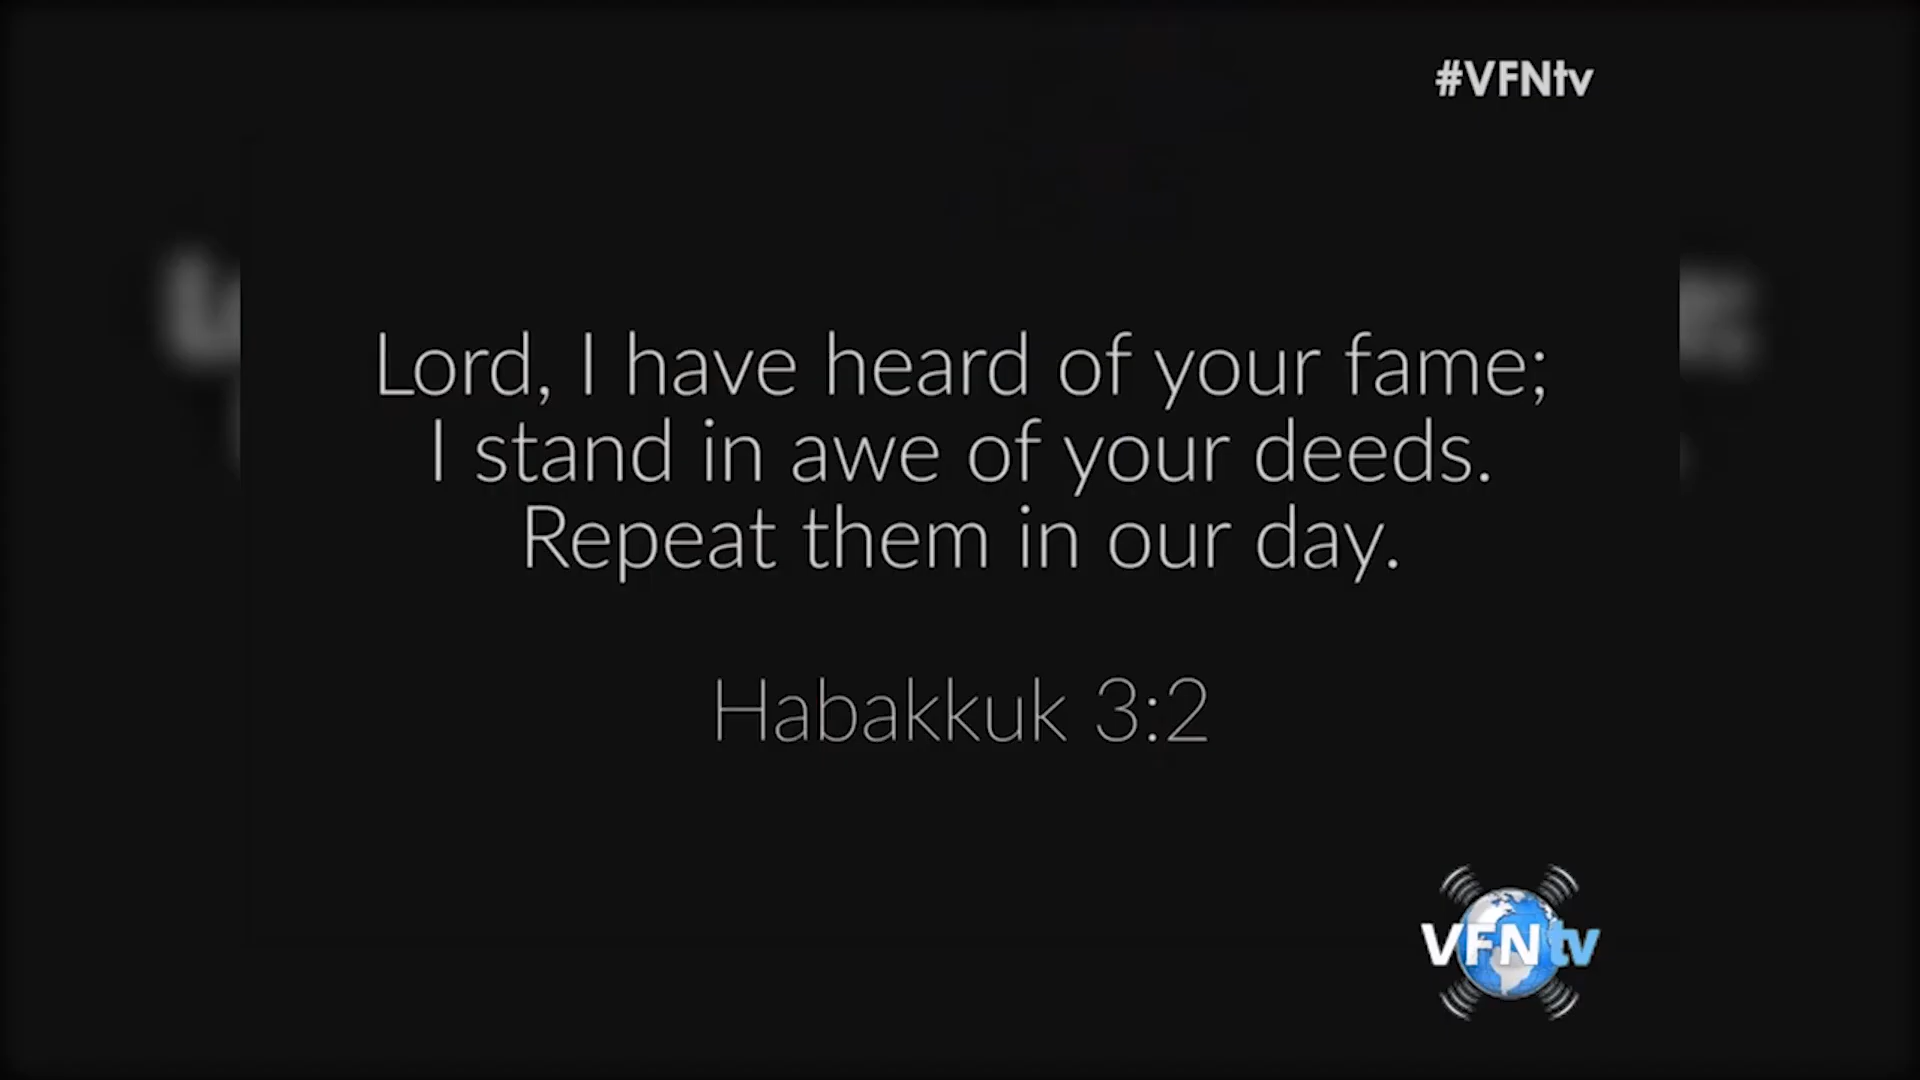 #VFNtv
Lord, I have heard of your fame;
I stand in awe of your deeds.
Repeat them in our day.
Habakkuk 3:2
VFNtv